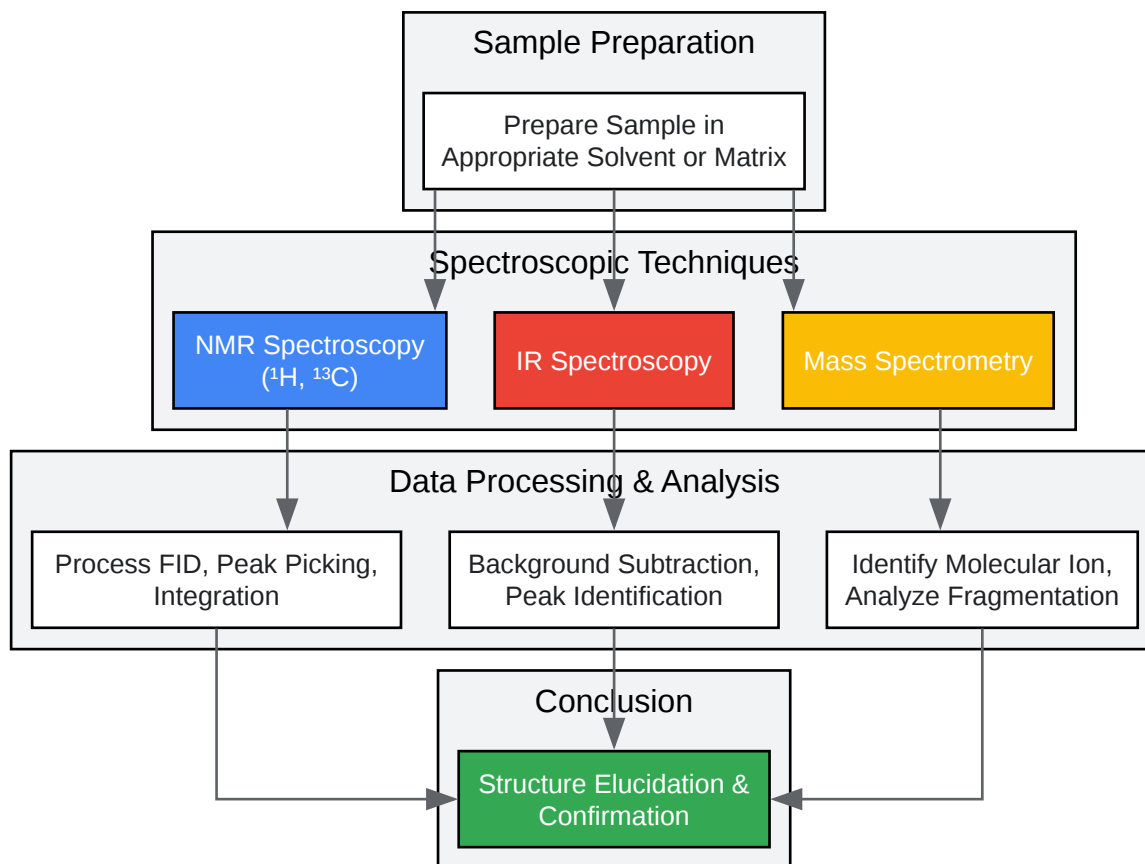 Sample Preparation
Prepare Sample in
Appropriate Solvent or Matrix
Spectroscopic Techniques
NMR Spectroscopy
(¹H, ¹³C)
IR Spectroscopy
Mass Spectrometry
Data Processing & Analysis
Process FID, Peak Picking,
Integration
Background Subtraction,
Peak Identification
Identify Molecular Ion,
Analyze Fragmentation
Conclusion
Structure Elucidation &
Confirmation